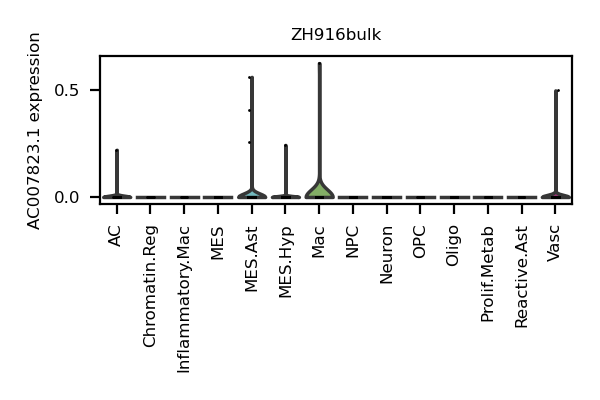 ZH916bulk
AC007823.1 expression
0.5
0.0
AC
Chromatin.Reg
Inflammatory.Mac
MES
MES.Ast
MES.Hyp
Mac
NPC
Neuron
OPC
Oligo
Prolif.Metab
Reactive.Ast
Vasc